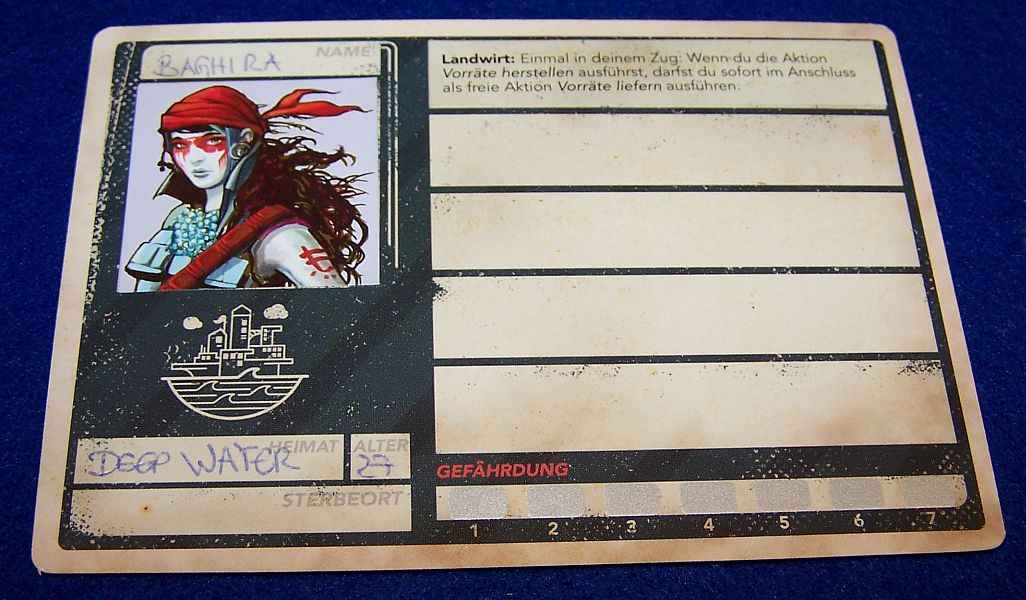 NAME
BAGHIRA
Landwirt: Einmal in deinem Zug: Wenn du die Aktion
Vorräte herstellen ausführst, darfst du sofort im Anschluss
als freie Aktion Vorräte liefern ausführen.
HEIMAT
DEEP WATER
ALTER
27
STERBEORT
GEFÄHRDUNG
1 2 3 4 5 6 7